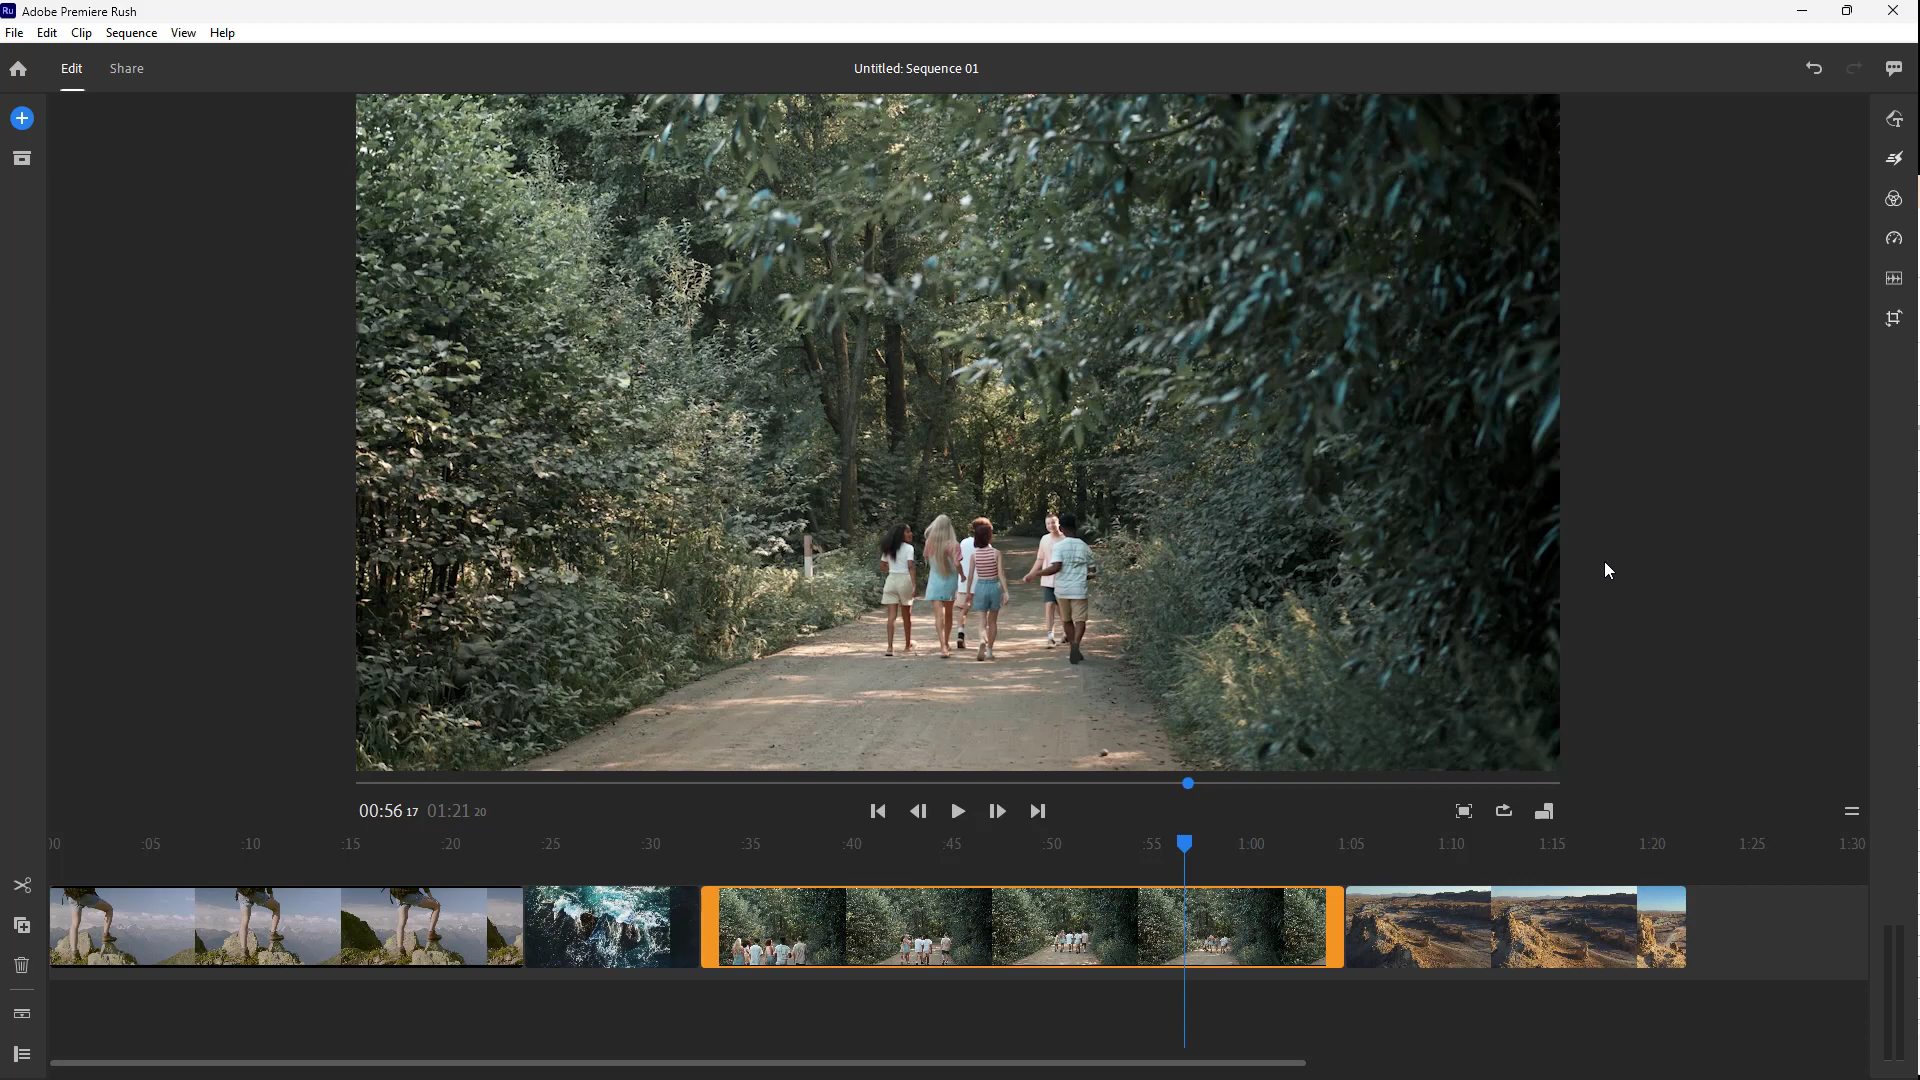 Ru Adobe Premiere Rush
File Edit Clip Sequence View Help
Edit Share Untitled: Sequence 01
00:56 17 01:21 20
00 :05 :10 :15 :20 :25 :30 :35 :40 :45 :50 :55 1:00 1:05 1:10 1:15 1:20 1:25 1:30